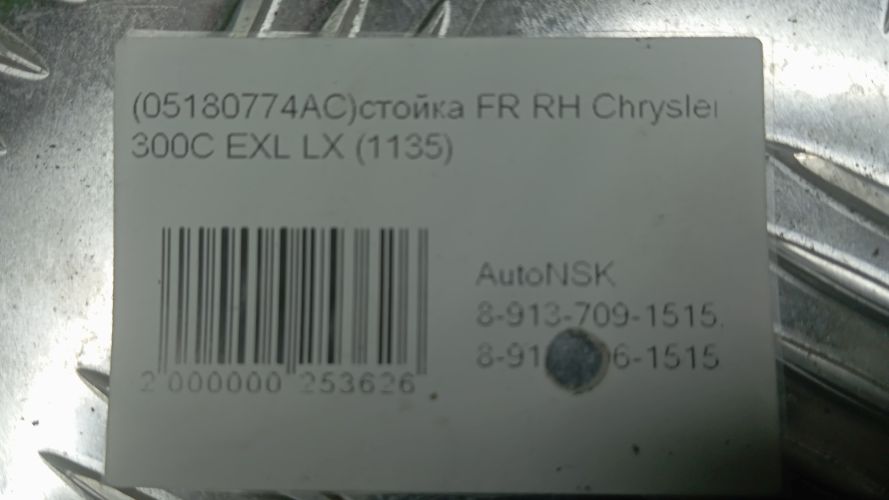 (05180774AC)стойка FR RH Chrysler
300C EXL LX (1135)
AutoNSK
8-913-709-1515,
2 000000 253626